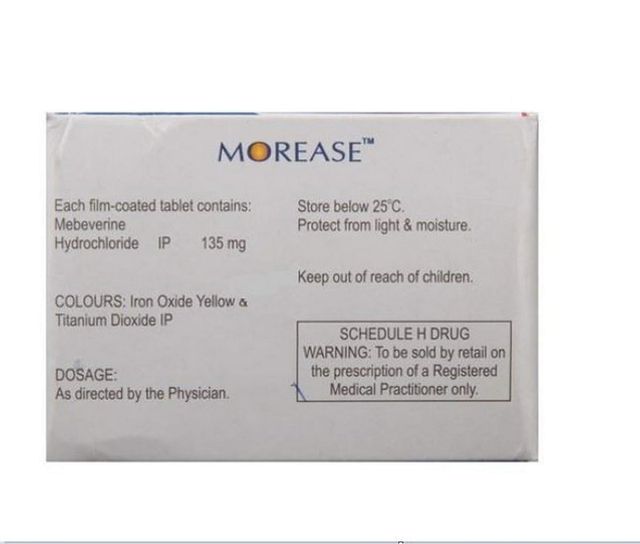 MOREASE™
Each film-coated tablet contains:
Mebeverine
Hydrochloride IP 135 mg
COLOURS: Iron Oxide Yellow &
Titanium Dioxide IP
DOSAGE:
As directed by the Physician.
Store below 25°C.
Protect from light & moisture.
Keep out of reach of children.
SCHEDULE H DRUG
WARNING: To be sold by retail on
the prescription of a Registered
Medical Practitioner only.